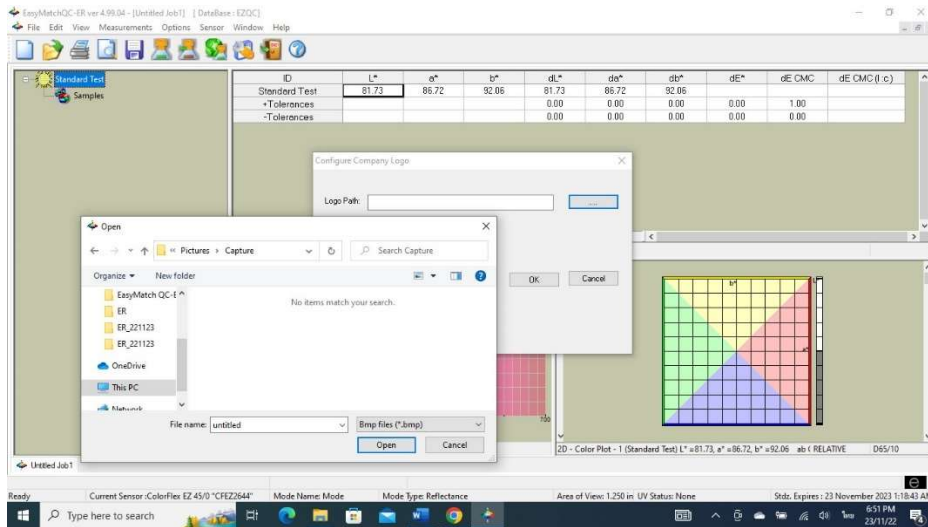 EasyMatchQC-ER ver 4.99.04 - [Untitled Job1] [ DataBase : EZQC]
File Edit View Measurements Options Sensor Window Help
Standard Test
Samples
ID L* a* b* dL* da* db* dE* dE CMC dE CMC (l :c )
Standard Test 81.73 86.72 92.06 81.73 86.72 92.06
+Tolerances 0.00 0.00 0.00 0.00 1.00
-Tolerances 0.00 0.00 0.00 0.00 0.00
Configure Company Logo
Logo Path:
....
OK Cancel
Open
« Pictures › Capture
Search Capture
Organize New folder
EasyMatch QC-E
ER
ER_221123
ER_221123
OneDrive
This PC
Network
No items match your search.
File name: untitled
Bmp files (*.bmp)
Open Cancel
b*
a*
L*
100
2D - Color Plot - 1 (Standard Test) L* =81.73, a* =86.72, b* =92.06 ab ( RELATIVE D65/10
Untitled Job1
Ready Current Sensor :ColorFlex EZ 45/0 "CFEZ2644" Mode Name: Mode Mode Type: Reflectance Area of View: 1.250 in UV Status: None Stdz. Expires : 23 November 2023 1:18:43 AM
Type here to search
6:51 PM
23/11/22